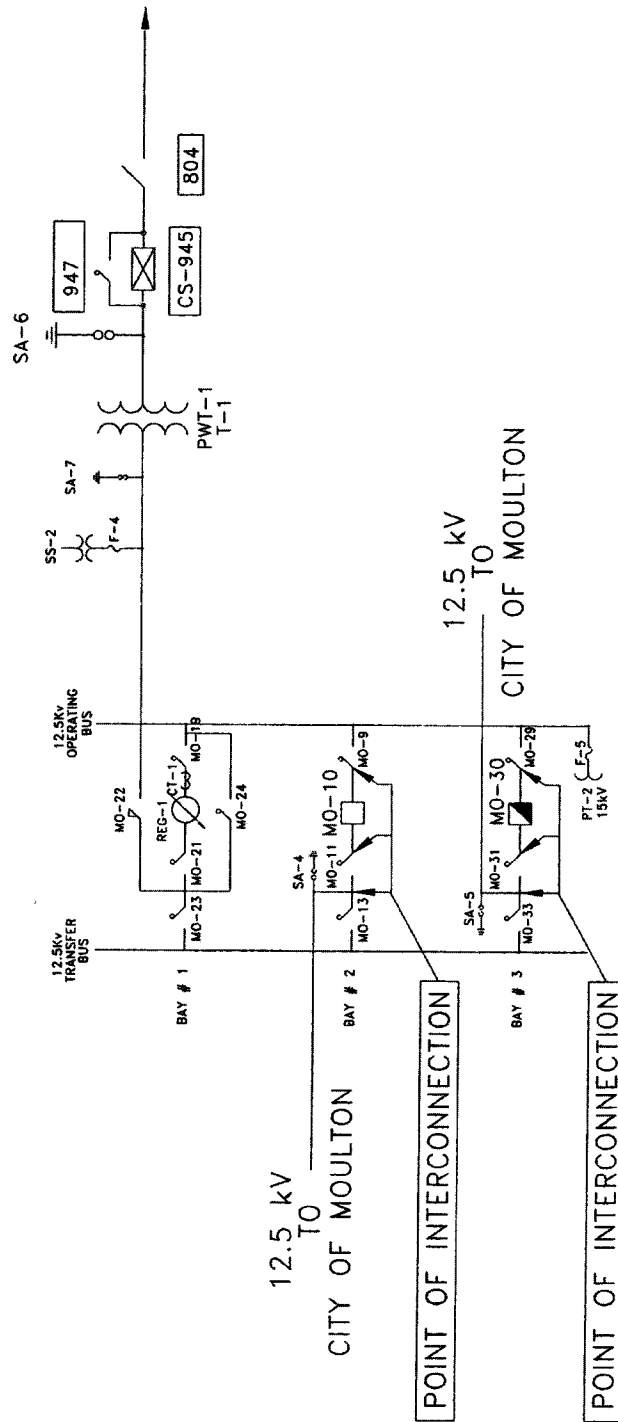 804
947
CS-945
SA-6
PWT-1
T-1
SA-7
SS-2
F-4
12.5Kv
OPERATING
BUS
MO-22
MO-19
CT-1
REG-1
MO-24
MO-21
MO-23
12.5Kv
TRANSFER
BUS
BAY # 1
MO-9
MO-10
SA-4
MO-11
MO-13
BAY # 2
12.5 kV
TO
CITY OF MOULTON
POINT OF INTERCONNECTION
12.5 kV
TO
CITY OF MOULTON
MO-29
MO-30
MO-31
SA-5
MO-33
BAY # 3
F-5
PT-2
15kV
POINT OF INTERCONNECTION